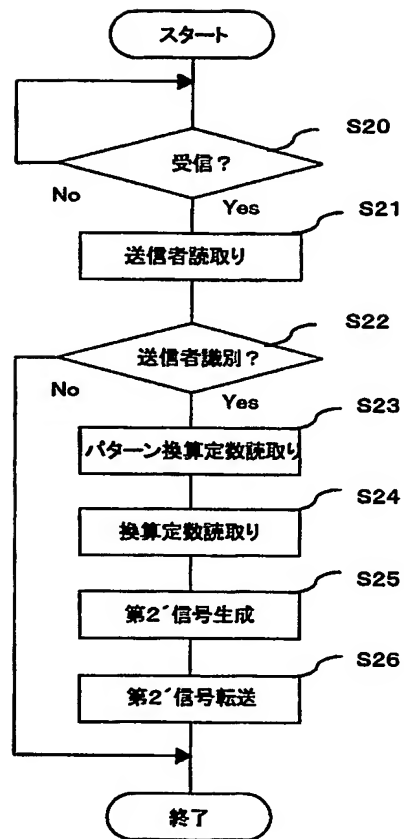 スタート
S20
受信?
No
Yes
S21
送信者読取り
S22
送信者識別?
No
Yes
S23
パターン換算定数読取り
S24
換算定数読取り
S25
第2´信号生成
S26
第2´信号転送
終了